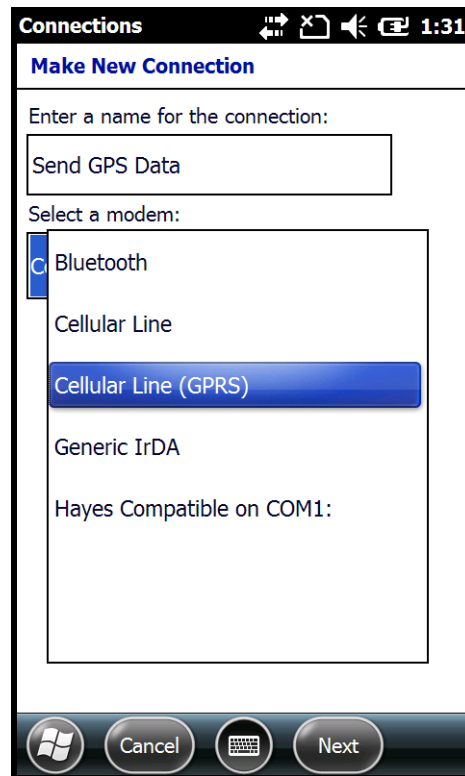 Connections 1:31
Make New Connection
Enter a name for the connection:
Send GPS Data
Select a modem:
C
Bluetooth
Cellular Line
Cellular Line (GPRS)
Generic IrDA
Hayes Compatible on COM1:
Cancel Next